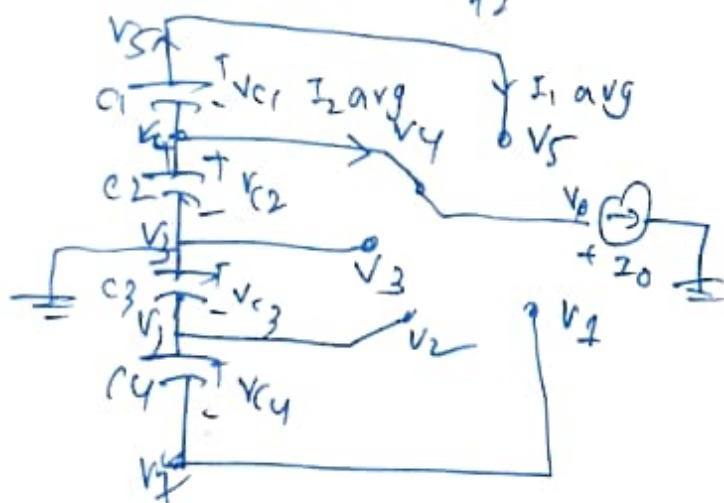 V5
C1 + VC1 I2 avg I1 avg
- V4 V5
V4
C2 + VC2
- V0
V3 + I0
V3
C3 + VC3
- V1
V2
C4 + VC4
-